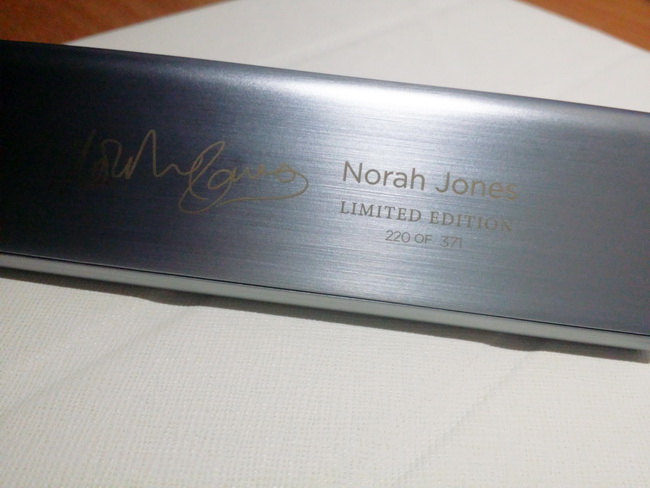 Norah Jones
LIMITED EDITION
220 OF 371